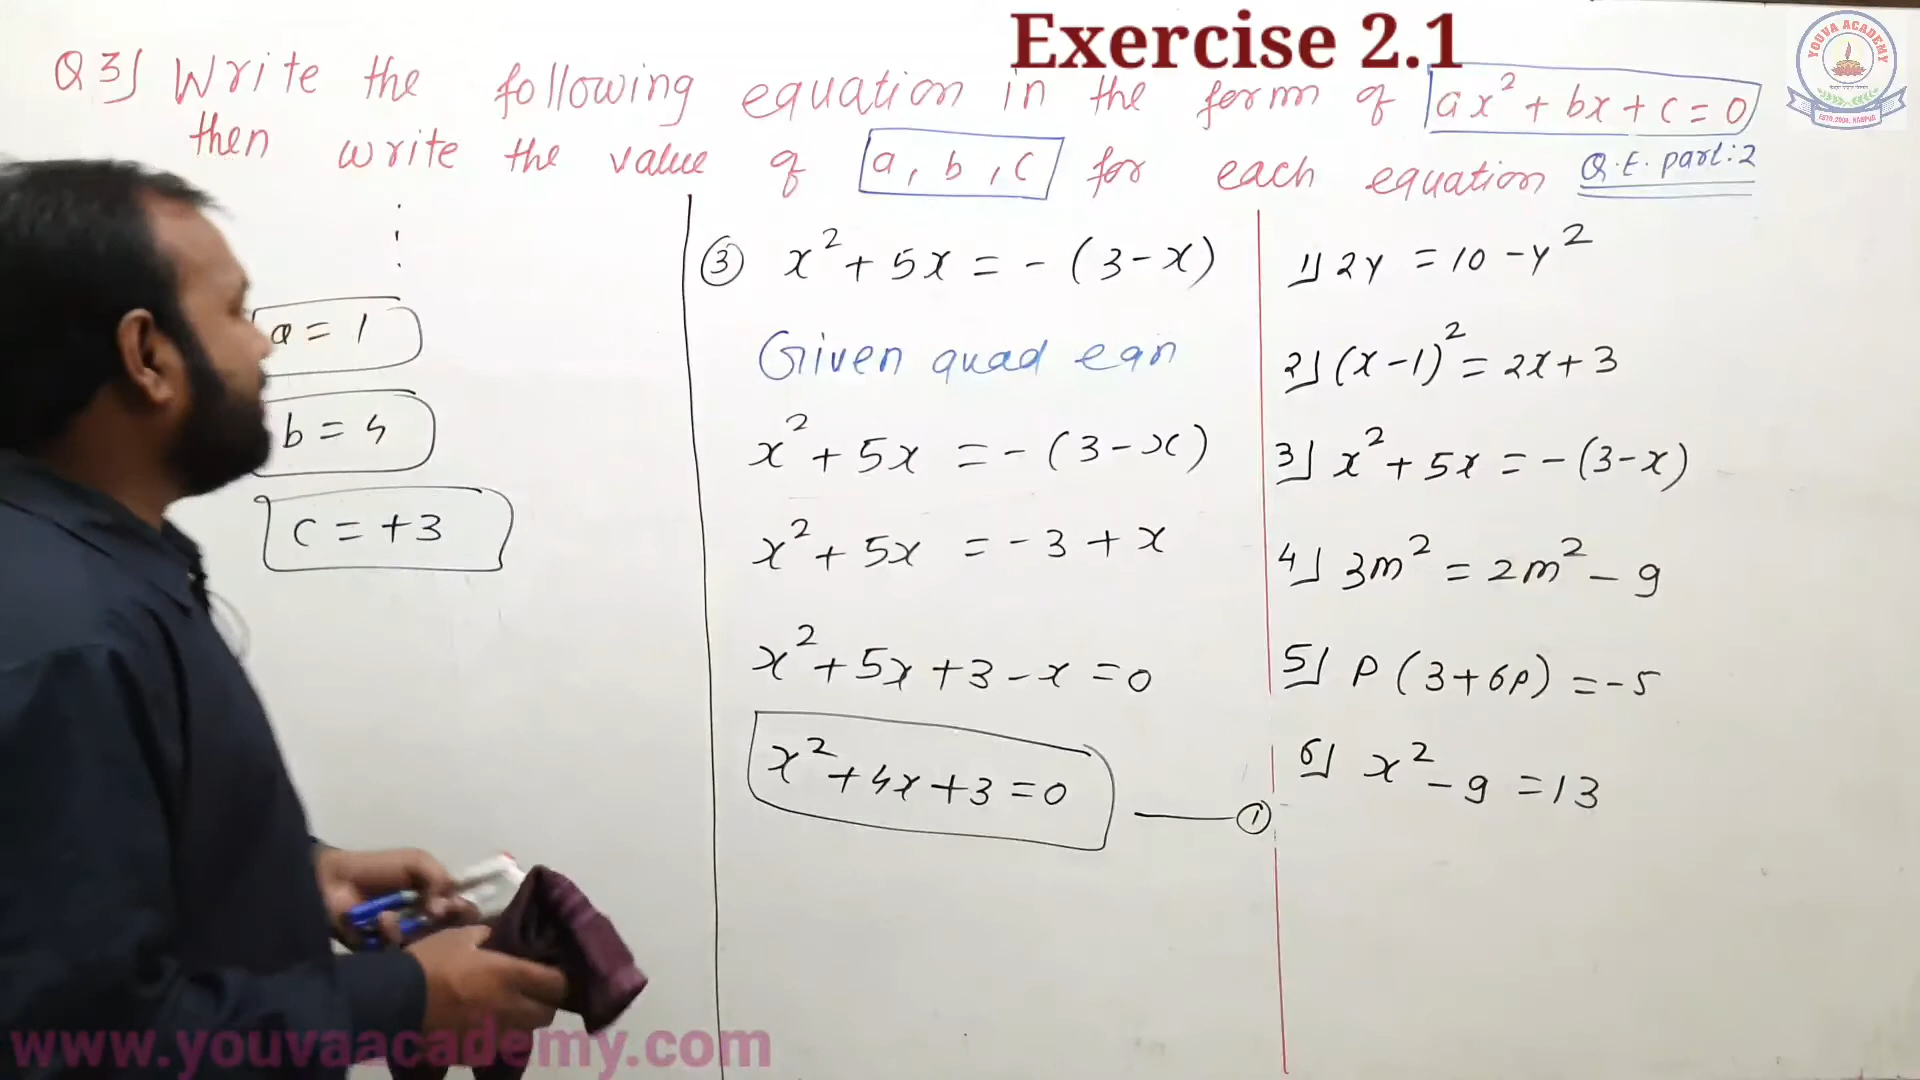 Exercise 2.1
YOUVA ACADEMY
Q 3) Write the following equation in the form of ax² + bx + c = 0
then write the value of a, b, c for each equation Q.E. part:2
a = 1
b = 4
c = +3
③ x² + 5x = - (3 - x)
Given quad eqn
x² + 5x = - (3 - x)
x² + 5x = - 3 + x
x² + 5x + 3 - x = 0
x² + 4x + 3 = 0 —— ①
1) 2y = 10 - y²
2) (x - 1)² = 2x + 3
3) x² + 5x = - (3 - x)
4) 3m² = 2m² - 9
5) P (3 + 6P) = - 5
6) x² - 9 = 13
www.youvaacademy.com